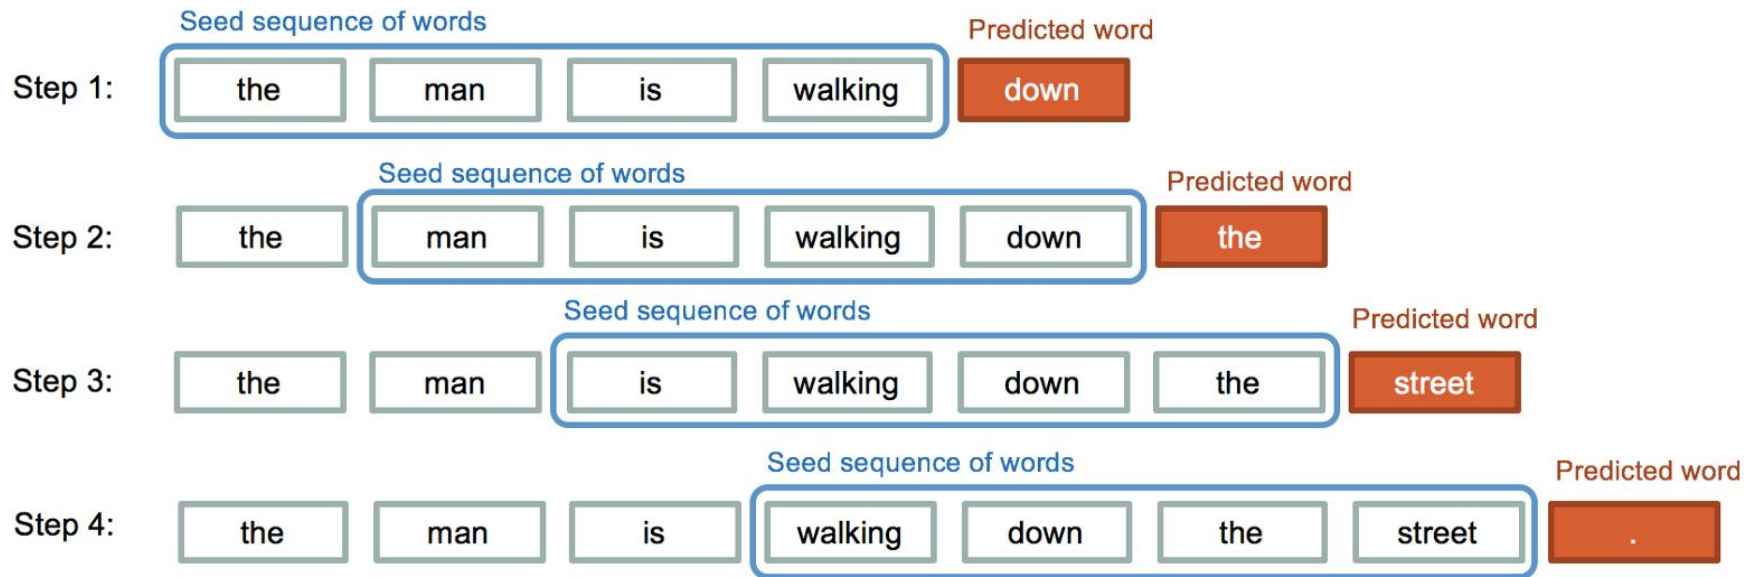 Seed sequence of words
Predicted word
Step 1: the man is walking down
Seed sequence of words
Predicted word
Step 2: the man is walking down the
Seed sequence of words
Predicted word
Step 3: the man is walking down the street
Seed sequence of words
Predicted word
Step 4: the man is walking down the street .